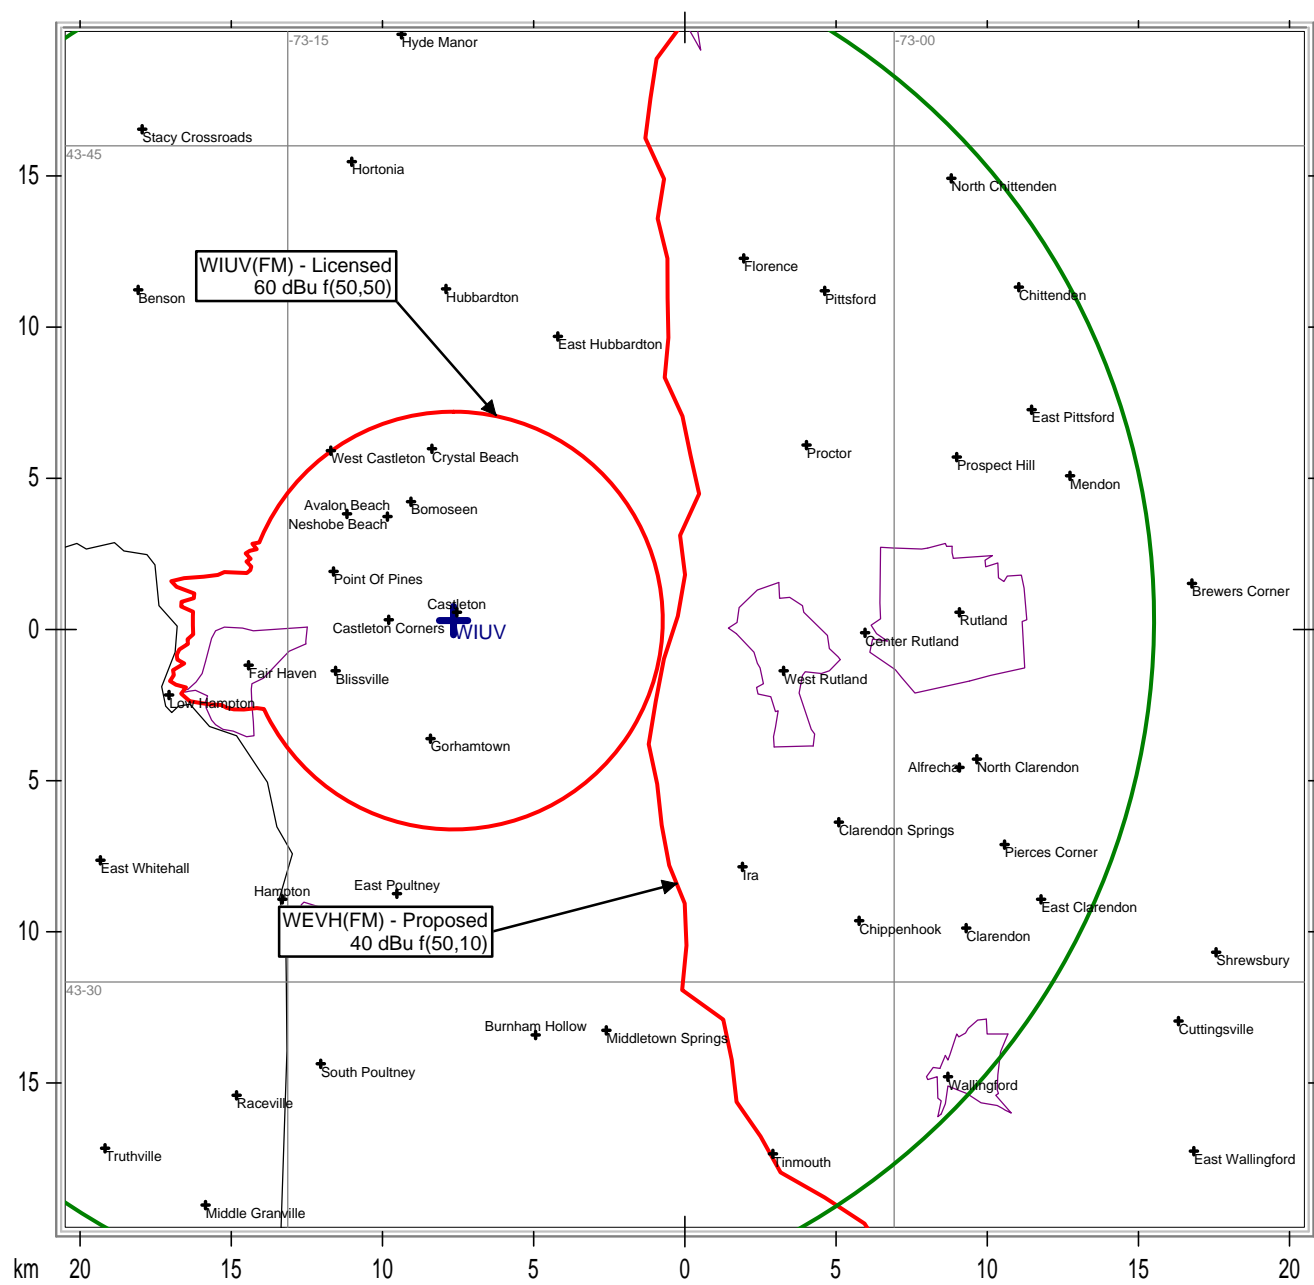 Hyde Manor
-73-15
-73-00
Stacy Crossroads
43-45
Hortonia
15
North Chittenden
WIUV(FM) - Licensed
60 dBu f(50,50)
Florence
Benson
Hubbardton
Pittsford
Chittenden
10
East Hubbardton
East Pittsford
West Castleton
Crystal Beach
Proctor
Prospect Hill
5
Mendon
Avalon Beach
Bomoseen
Neshobe Beach
Point Of Pines
Brewers Corner
Castleton
Rutland
0
Castleton Corners
WIUV
Center Rutland
Fair Haven
Blissville
West Rutland
Low Hampton
Gorhamtown
Alfrecha
North Clarendon
5
Clarendon Springs
Pierces Corner
East Whitehall
Ira
Hampton
East Poultney
East Clarendon
WEVH(FM) - Proposed
40 dBu f(50,10)
Chippenhook
Clarendon
10
Shrewsbury
43-30
Burnham Hollow
Middletown Springs
Cuttingsville
South Poultney
15
Wallingford
Raceville
Truthville
Tinmouth
East Wallingford
Middle Granville
km
20
15
10
5
0
5
10
15
20